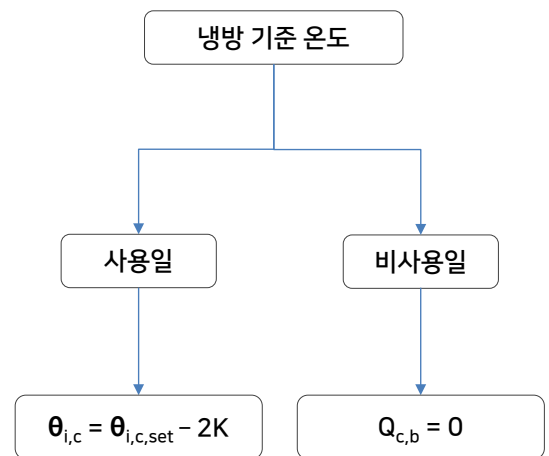 냉방 기준 온도
사용일
비사용일
θi,c = θi,c,set – 2K
Qc,b = 0